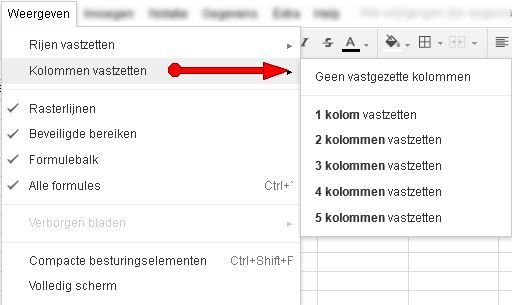 Weergeven Invoegen Notatie Gegevens Extra Help
Rijen vastzetten
Kolommen vastzetten
Geen vastgezette kolommen
1 kolom vastzetten
2 kolommen vastzetten
3 kolommen vastzetten
4 kolommen vastzetten
5 kolommen vastzetten
Rasterlijnen
Beveiligde bereiken
Formulebalk
Alle formules Ctrl+`
Verborgen bladen
Compacte besturingselementen Ctrl+Shift+F
Volledig scherm